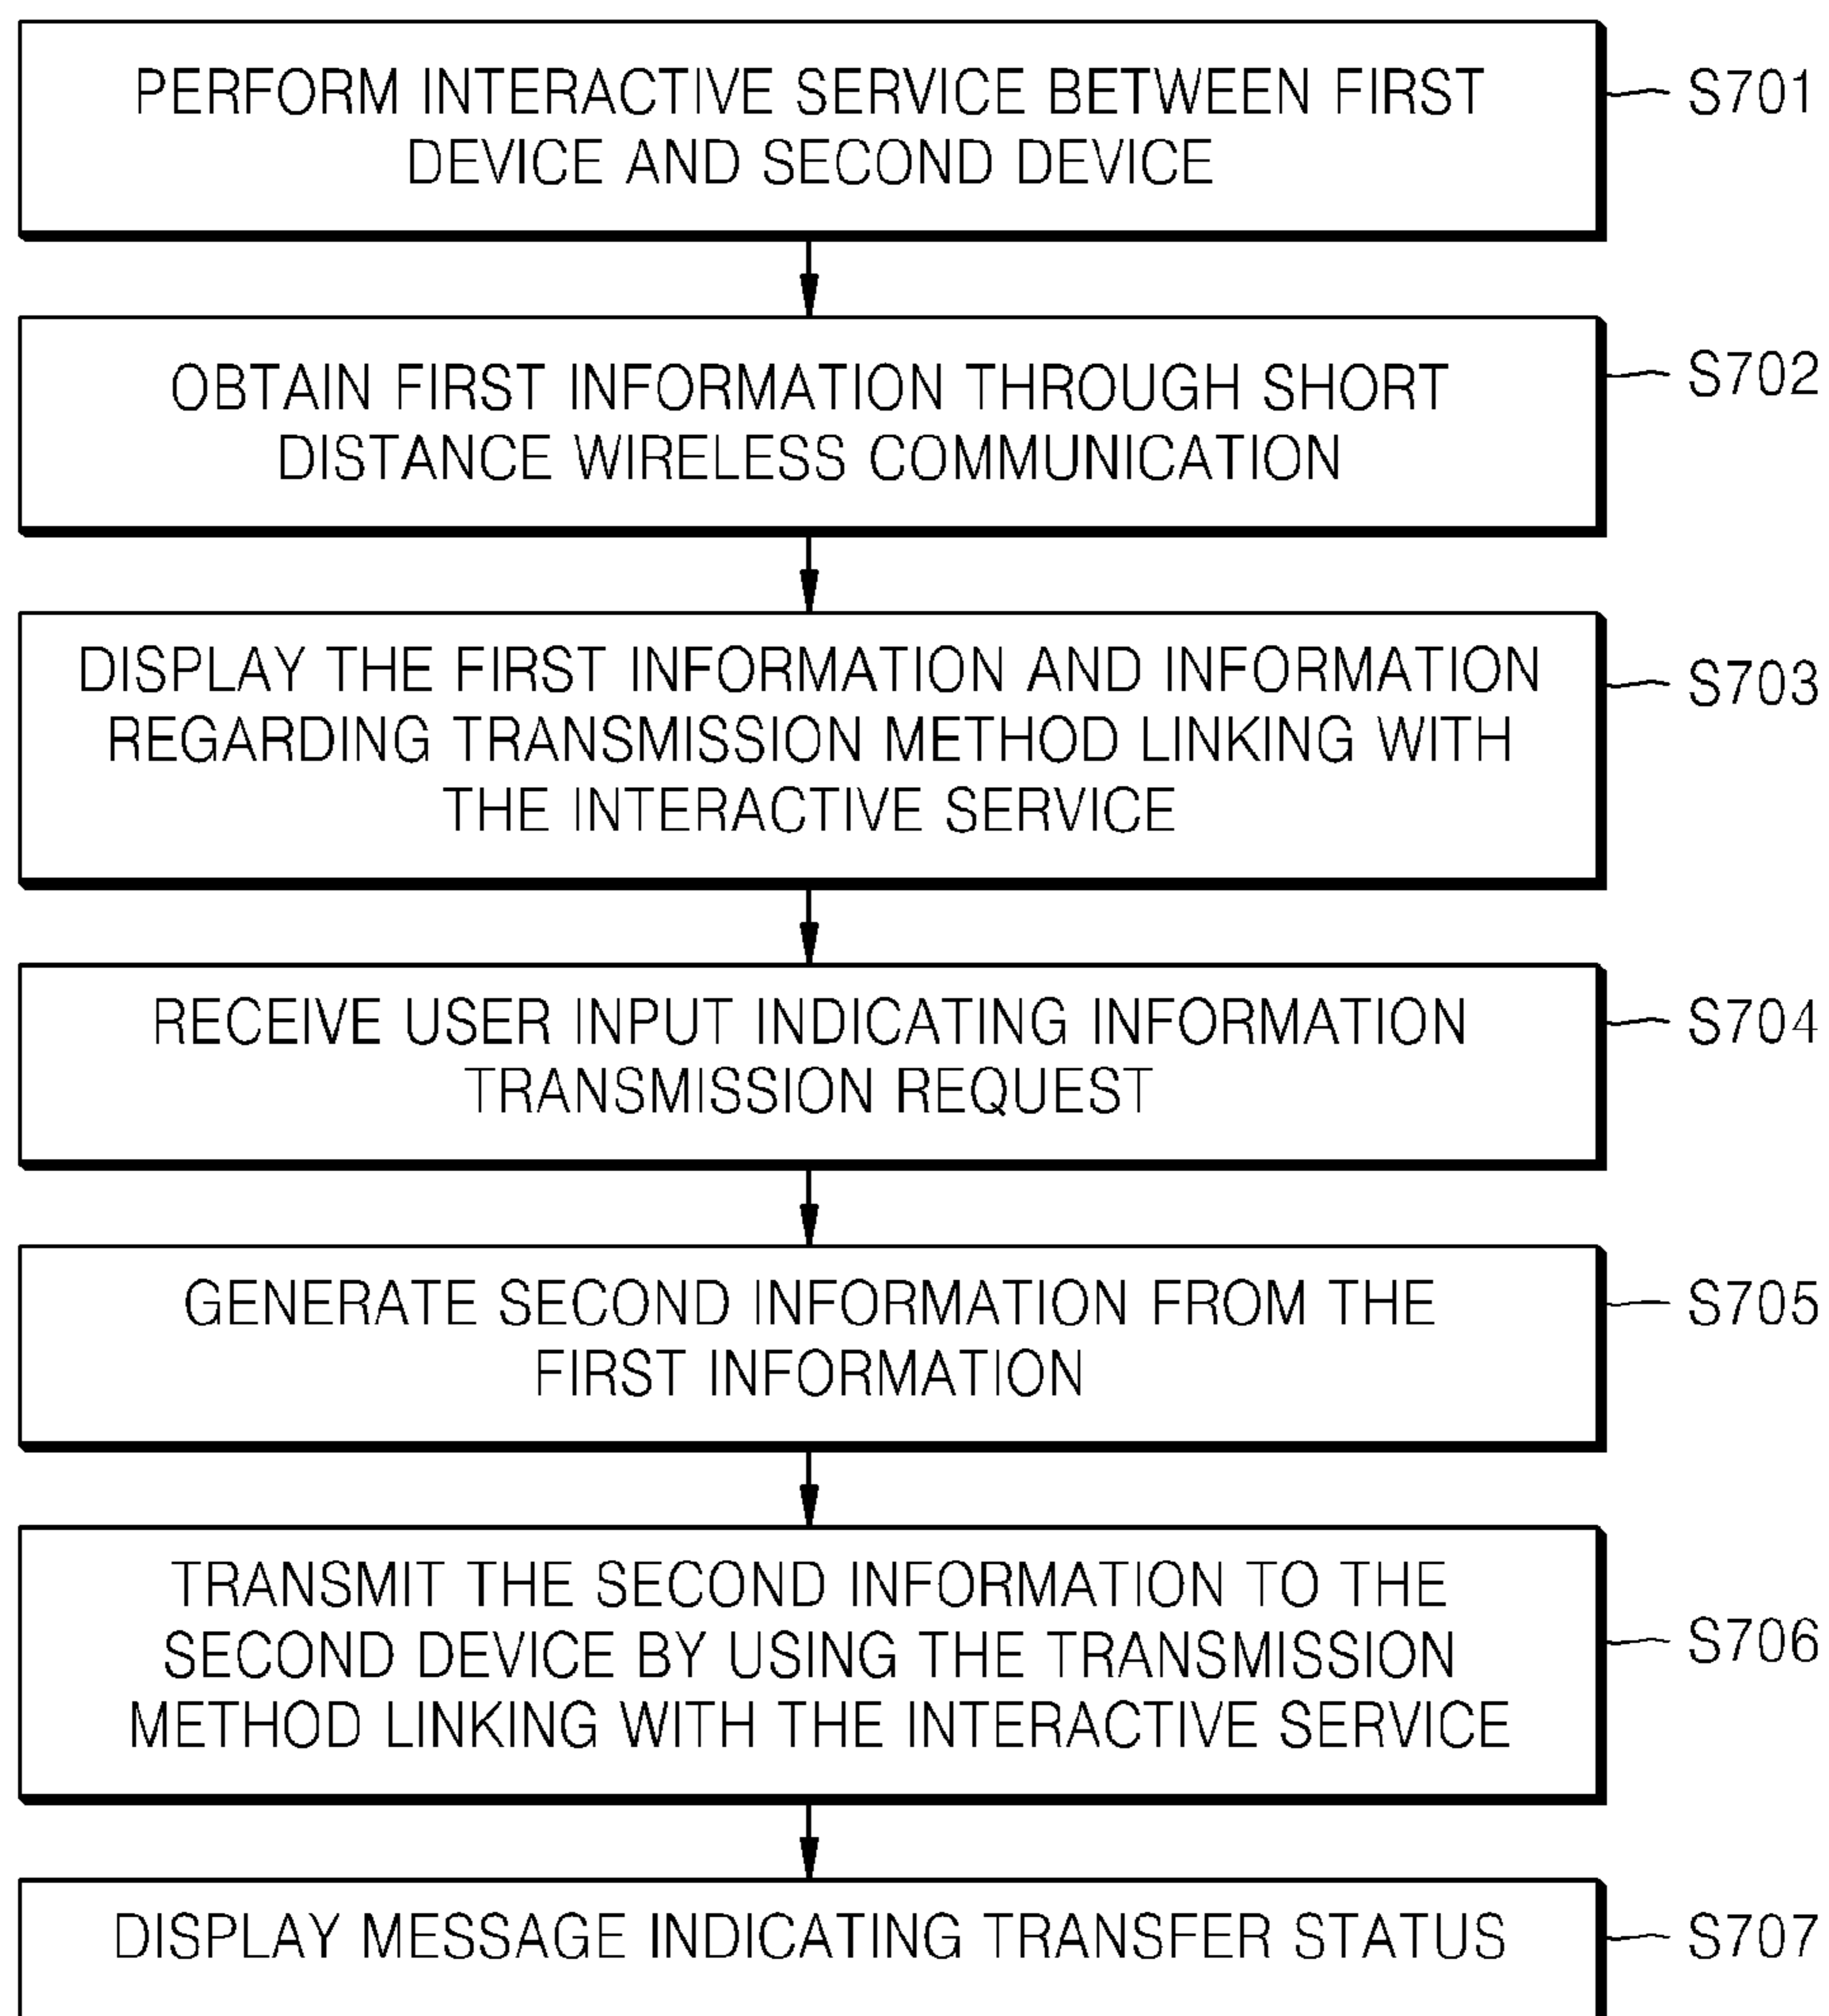 PERFORM INTERACTIVE SERVICE BETWEEN FIRST
DEVICE AND SECOND DEVICE
S701
OBTAIN FIRST INFORMATION THROUGH SHORT
DISTANCE WIRELESS COMMUNICATION
S702
DISPLAY THE FIRST INFORMATION AND INFORMATION
REGARDING TRANSMISSION METHOD LINKING WITH
THE INTERACTIVE SERVICE
S703
RECEIVE USER INPUT INDICATING INFORMATION
TRANSMISSION REQUEST
S704
GENERATE SECOND INFORMATION FROM THE
FIRST INFORMATION
S705
TRANSMIT THE SECOND INFORMATION TO THE
SECOND DEVICE BY USING THE TRANSMISSION
METHOD LINKING WITH THE INTERACTIVE SERVICE
S706
DISPLAY MESSAGE INDICATING TRANSFER STATUS
S707